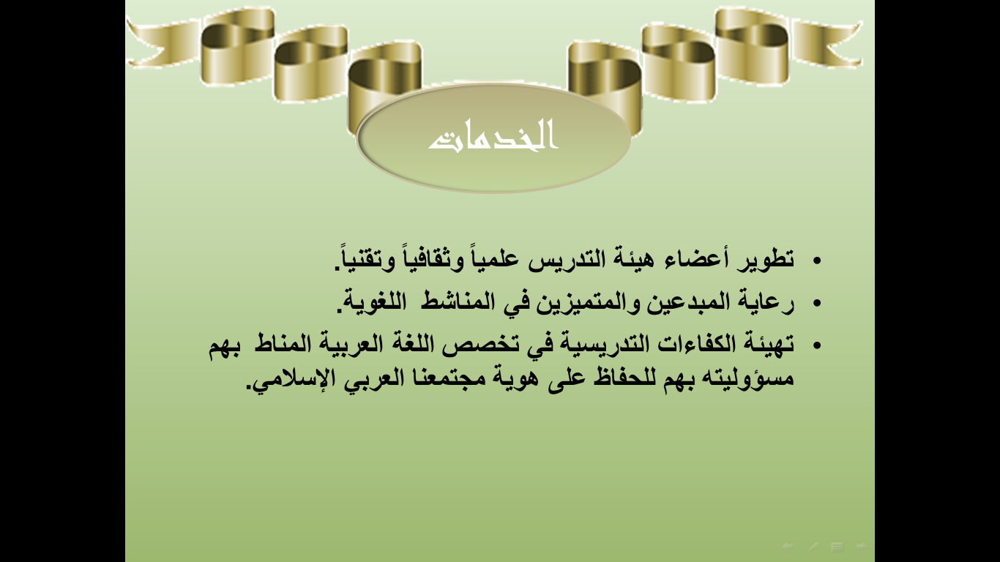 الخدمات
• تطوير أعضاء هيئة التدريس علمياً وثقافياً وتقنياً.
• رعاية المبدعين والمتميزين في المناشط اللغوية.
• تهيئة الكفاءات التدريسية في تخصص اللغة العربية المناط بهم
مسؤوليته بهم للحفاظ على هوية مجتمعنا العربي الإسلامي.